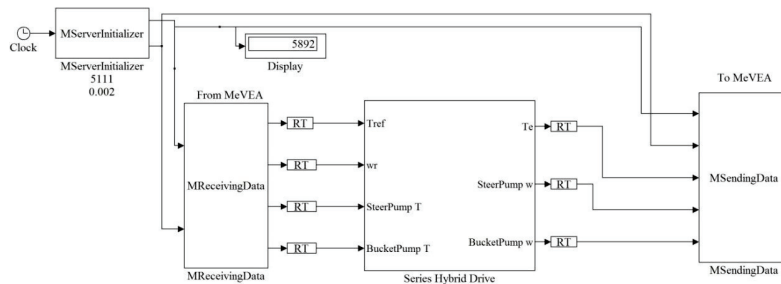 Clock
MServerInitializer
MServerInitializer
5111
0.002
5892
Display
From MeVEA
MReceivingData
MReceivingData
RT
RT
RT
RT
Tref
wr
SteerPump T
BucketPump T
Te
SteerPump w
BucketPump w
Series Hybrid Drive
RT
RT
RT
To MeVEA
MSendingData
MSendingData